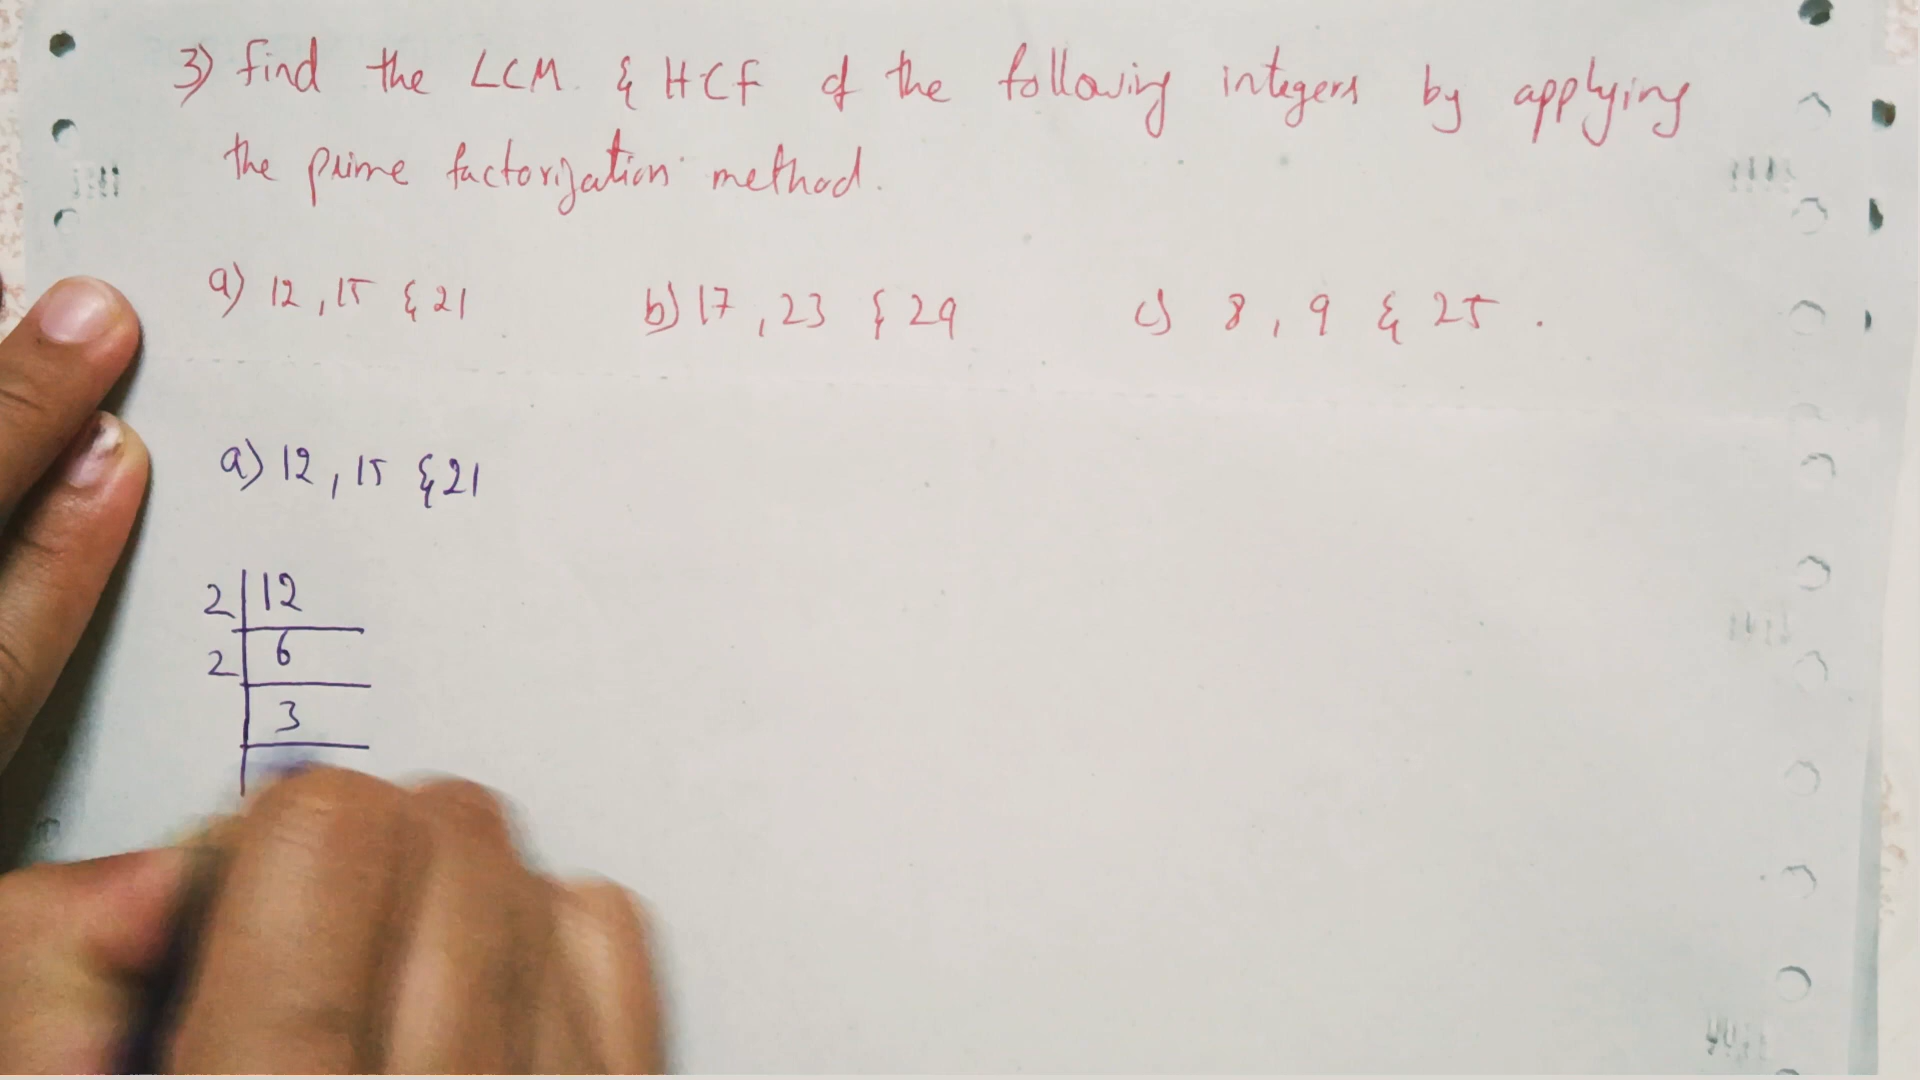 3) Find the LCM & HCF of the following integers by applying
the prime factorization method.
a) 12, 15 & 21 b) 17, 23 & 29 c) 8, 9 & 25.
a) 12, 15 & 21
2 12
2 6
3